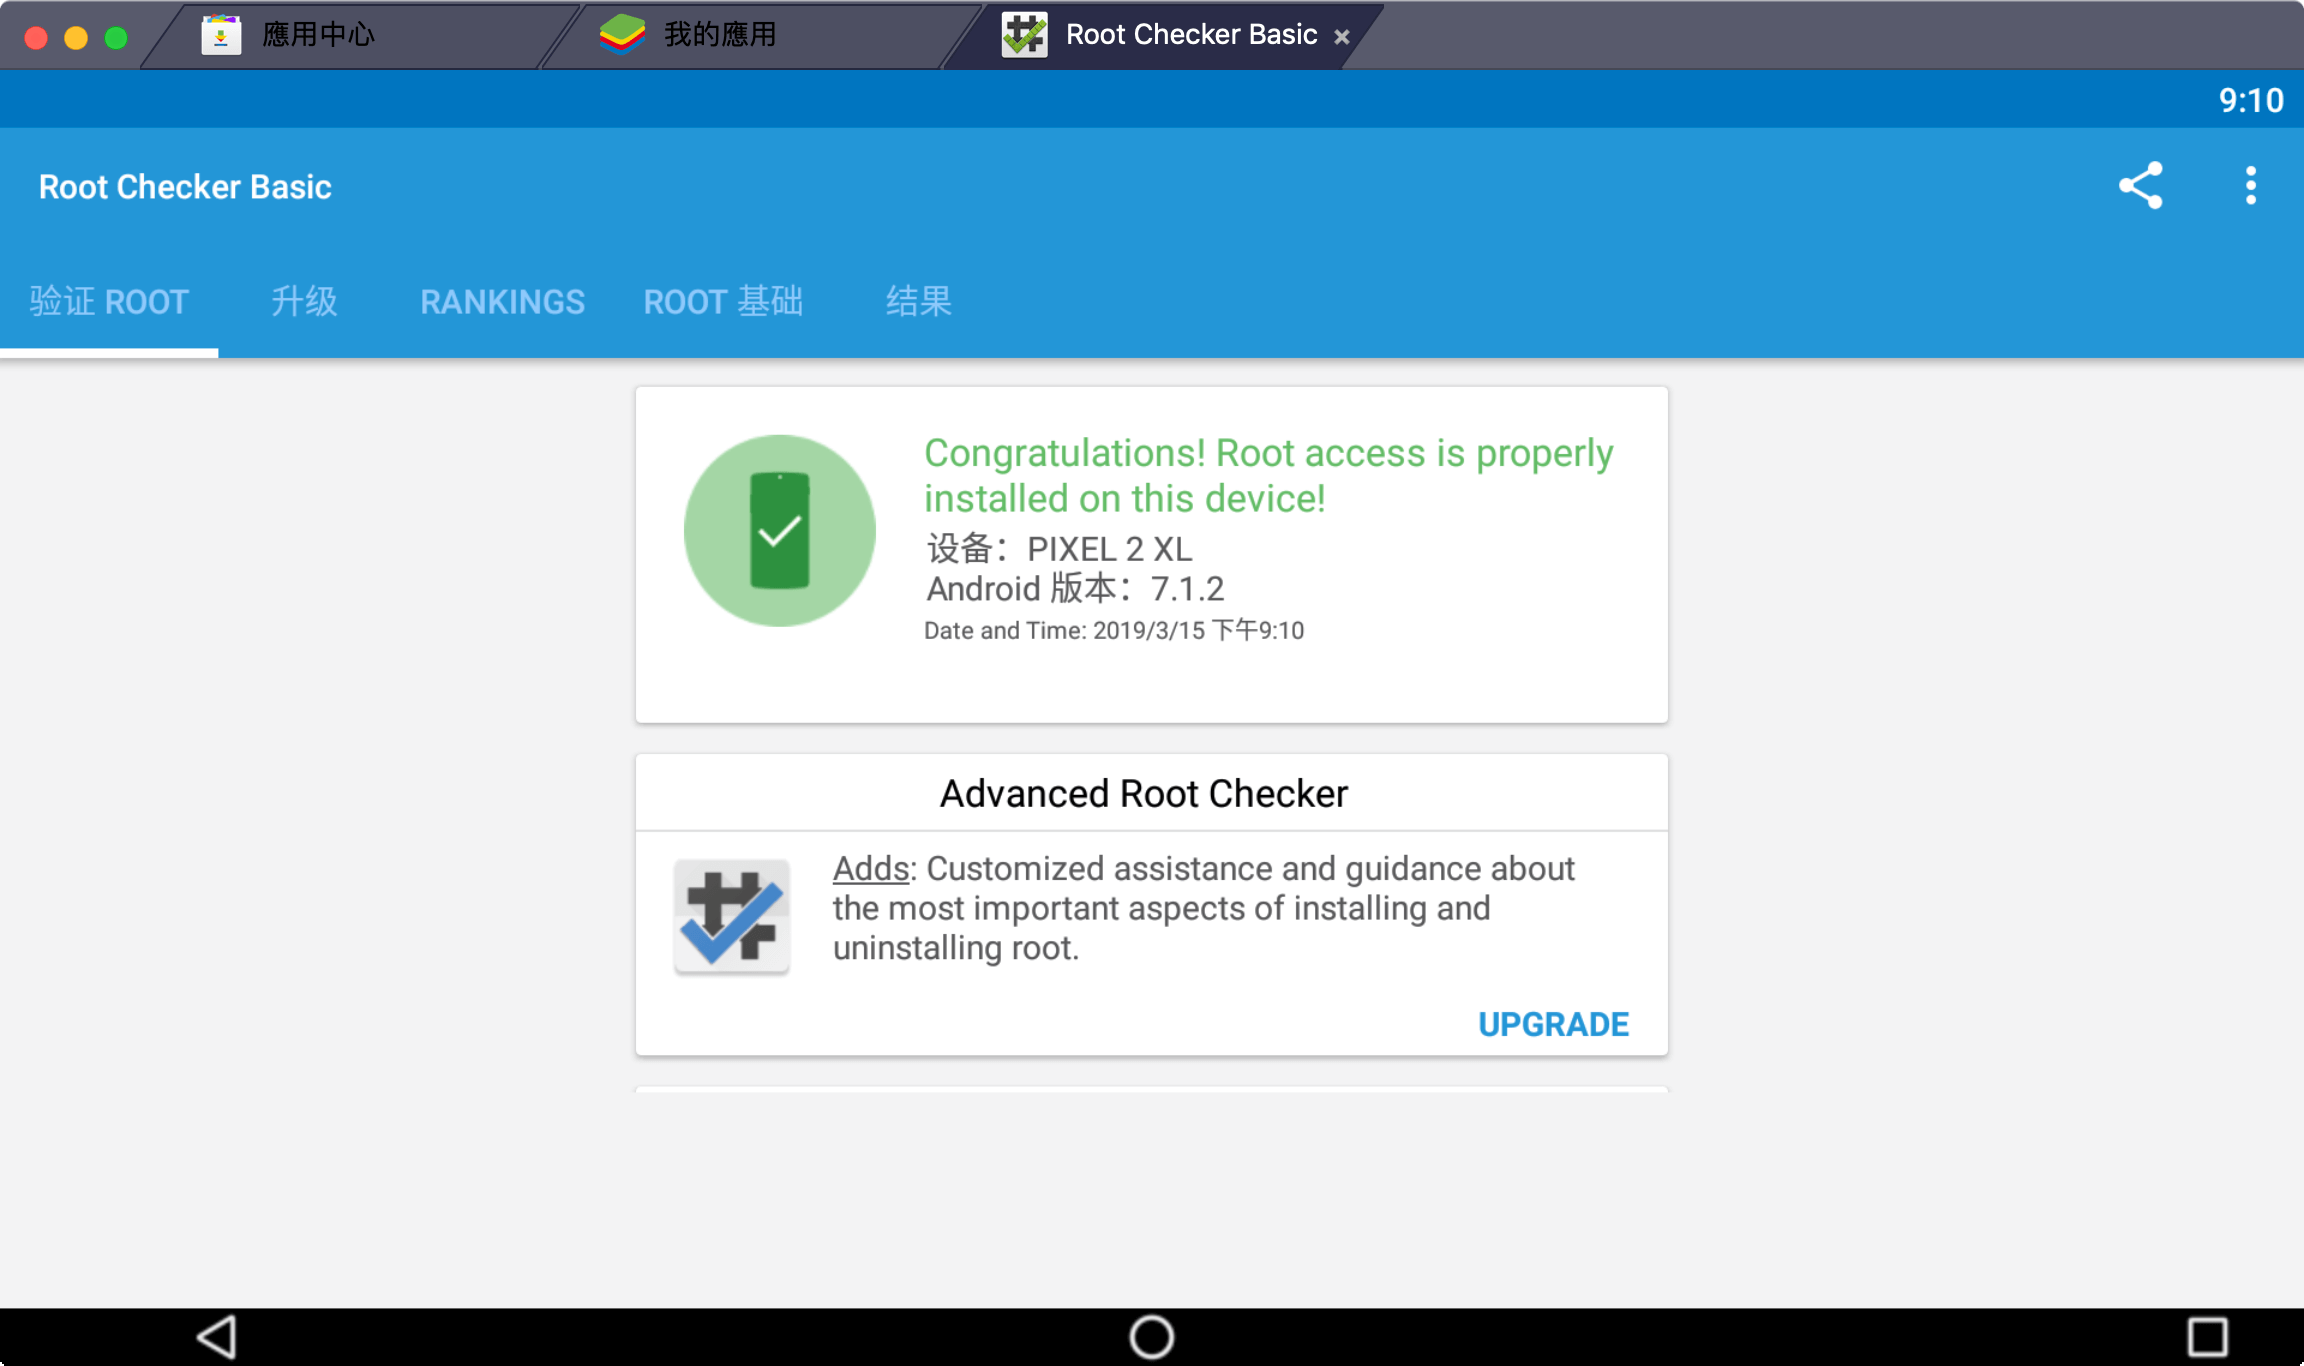 應用中心
我的應用
Root Checker Basic
9:10
Root Checker Basic
验证 ROOT
升级
RANKINGS
ROOT 基础
结果
Congratulations! Root access is properly
installed on this device!
设备：PIXEL 2 XL
Android 版本：7.1.2
Date and Time: 2019/3/15 下午9:10
Advanced Root Checker
Adds: Customized assistance and guidance about
the most important aspects of installing and
uninstalling root.
UPGRADE